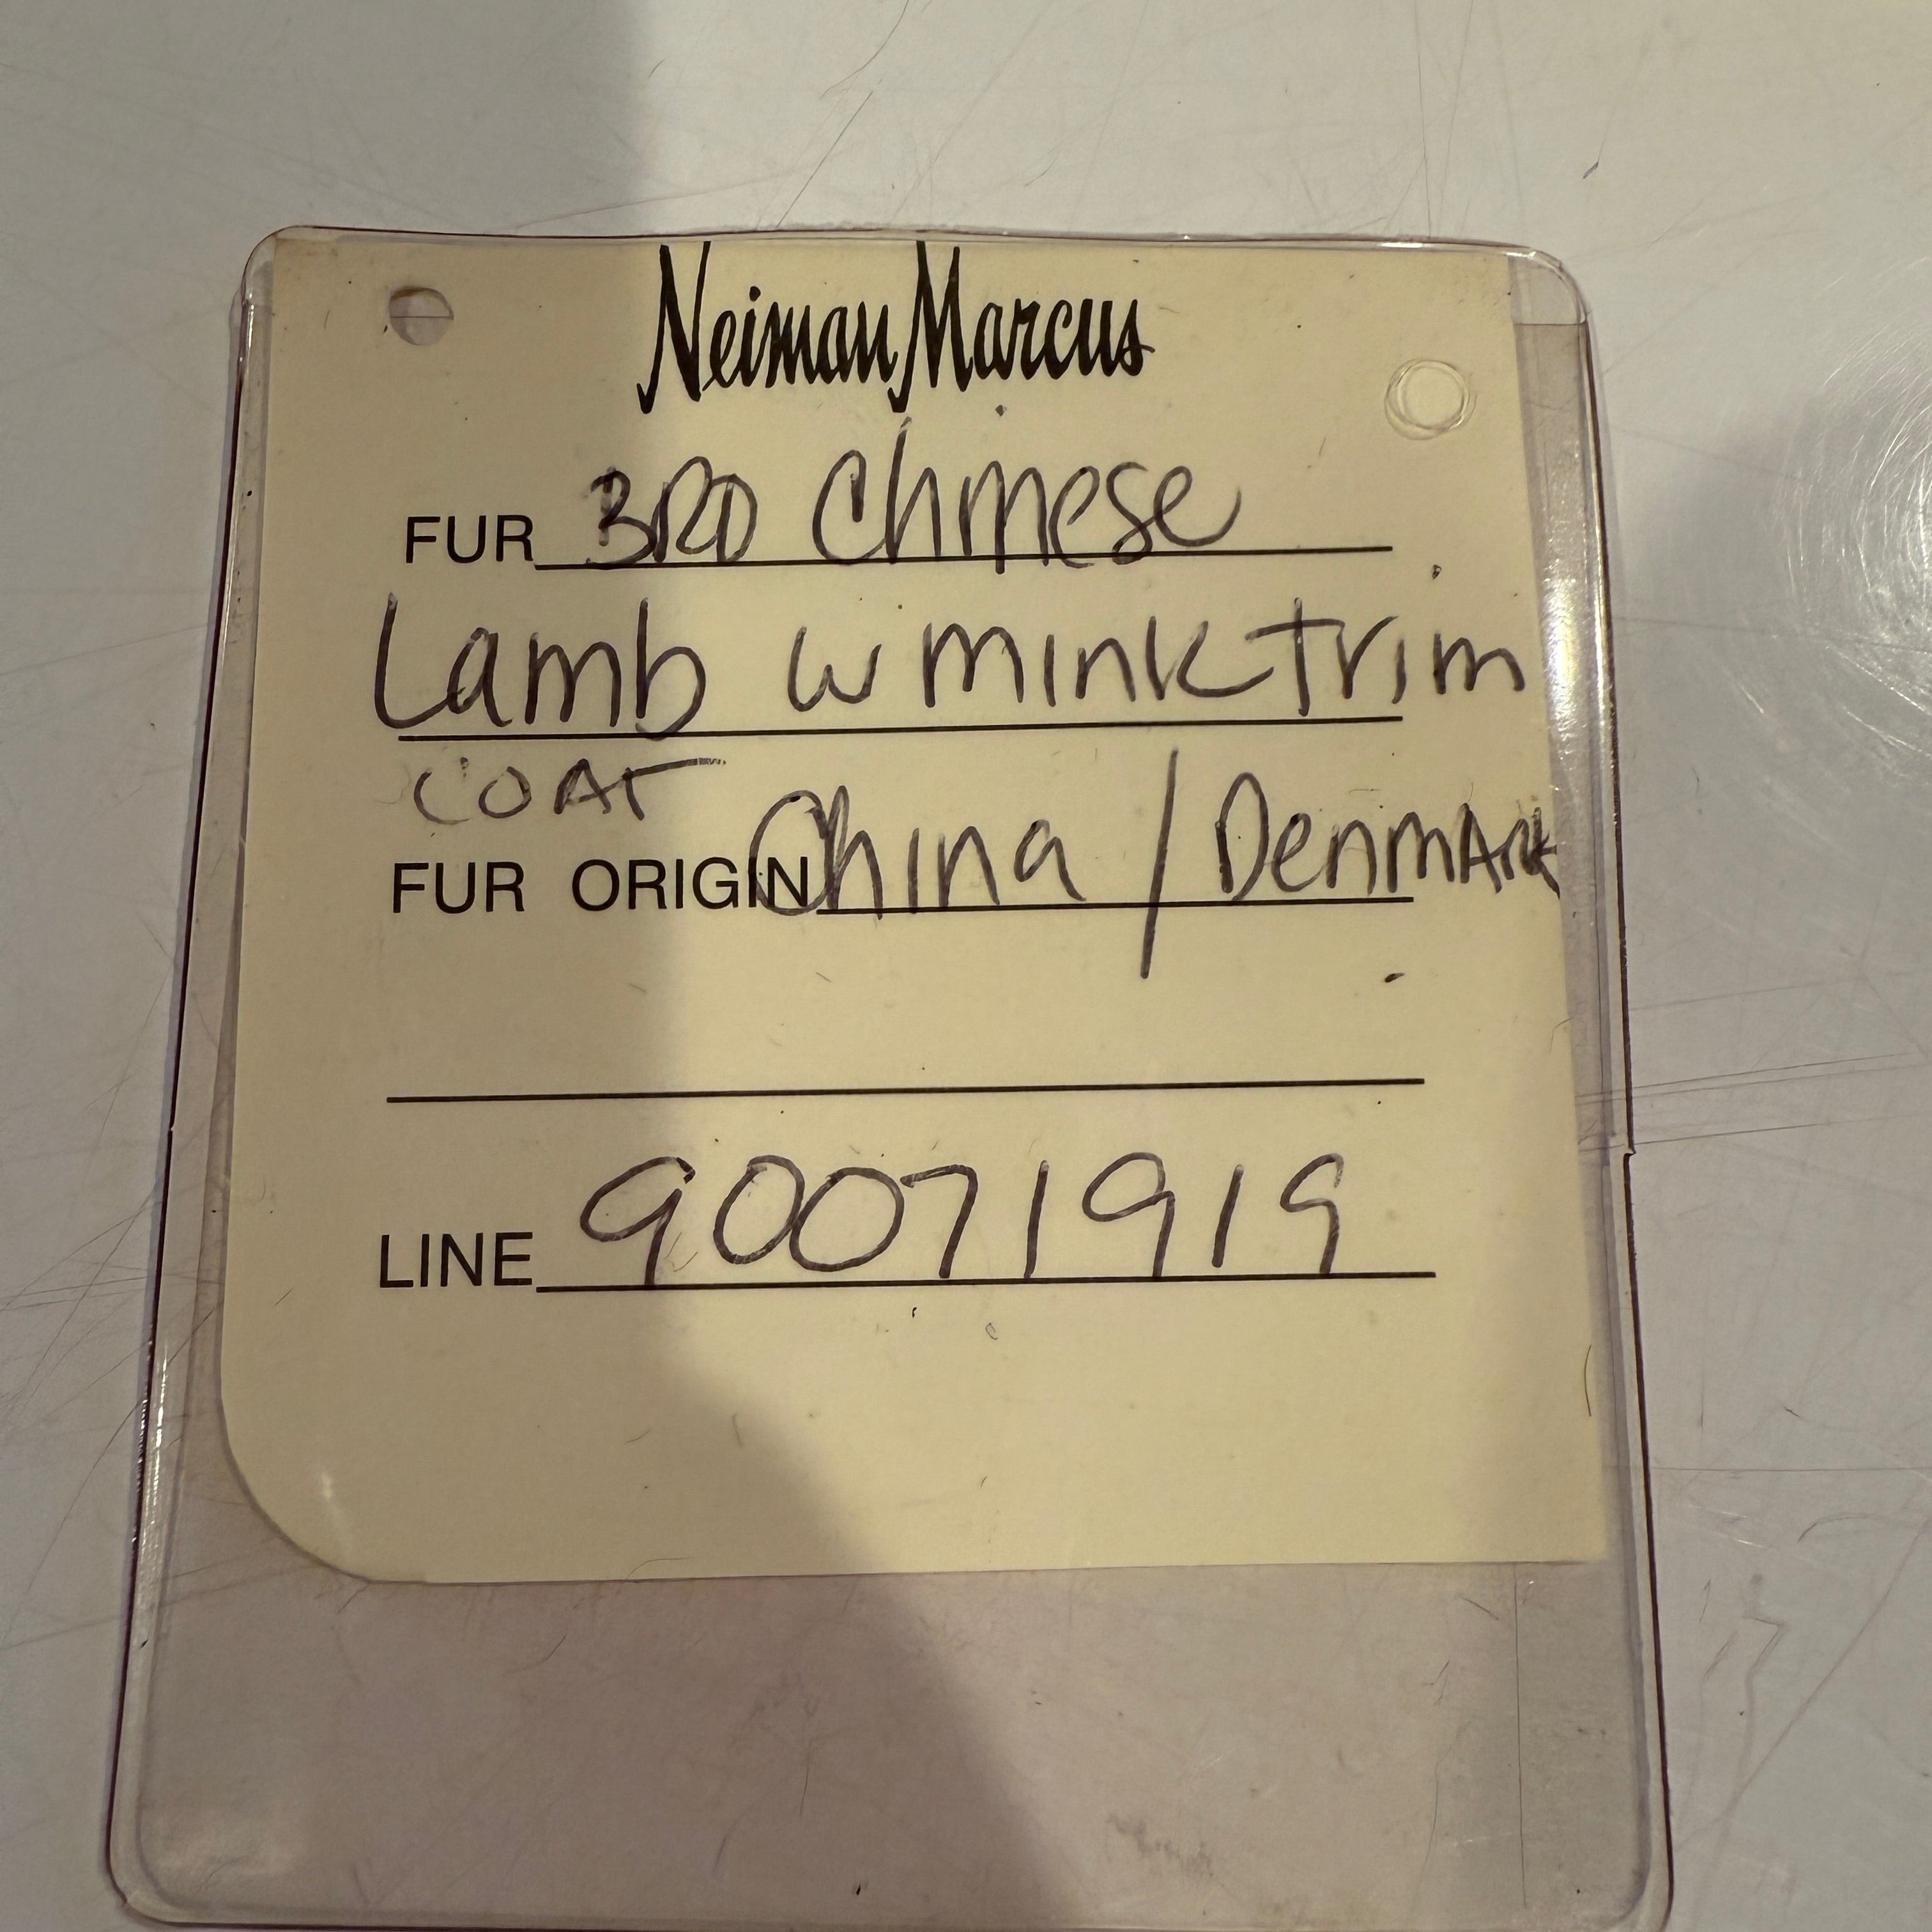 Neiman Marcus
FUR BRD Chinese
Lamb w mink trim
COAT
FUR ORIGIN China / Denmark
LINE 90071919